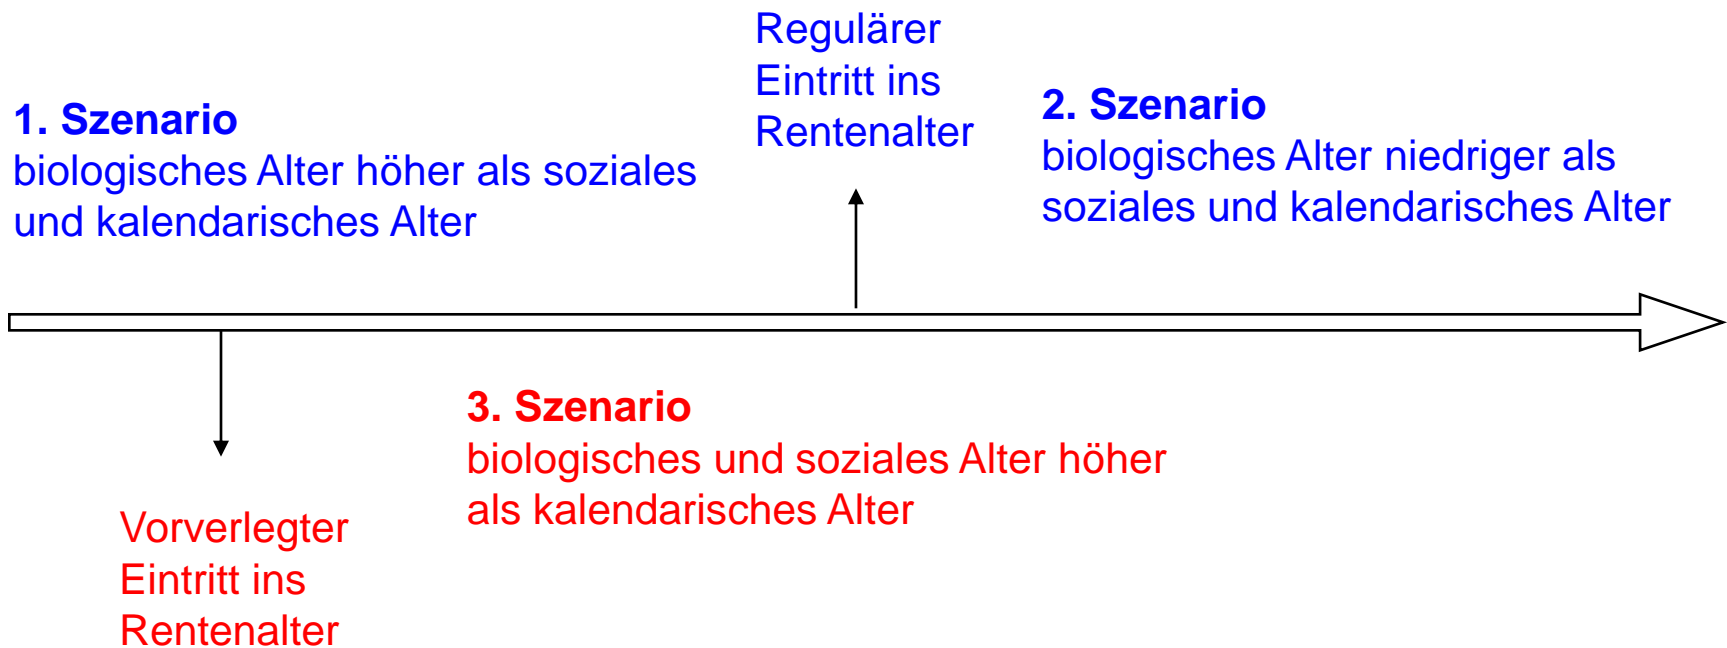 1. Szenario
biologisches Alter höher als soziales
und kalendarisches Alter
Regulärer
Eintritt ins
Rentenalter
2. Szenario
biologisches Alter niedriger als
soziales und kalendarisches Alter
Vorverlegter
Eintritt ins
Rentenalter
3. Szenario
biologisches und soziales Alter höher
als kalendarisches Alter